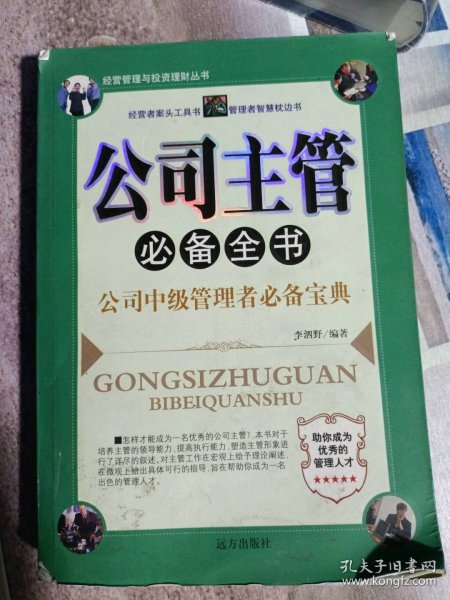 经营管理与投资理财丛书
经营者案头工具书 管理者智慧枕边书
公司主管
必备全书
公司中级管理者必备宝典
李泗野/编著
GONGSIZHUGUAN
BIBEIQUANSHU
■怎样才能成为一名优秀的公司主管?本书对于
培养主管的领导能力,提高执行能力,塑造主管形象进
行了详尽的叙述,对主管工作在宏观上给予理论阐述,
在微观上给出具体可行的指导,旨在帮助你成为一名
出色的管理人才。
助你成为
优秀的
管理人才
★★★★★
远方出版社
孔夫子旧书网
www.kongfz.com